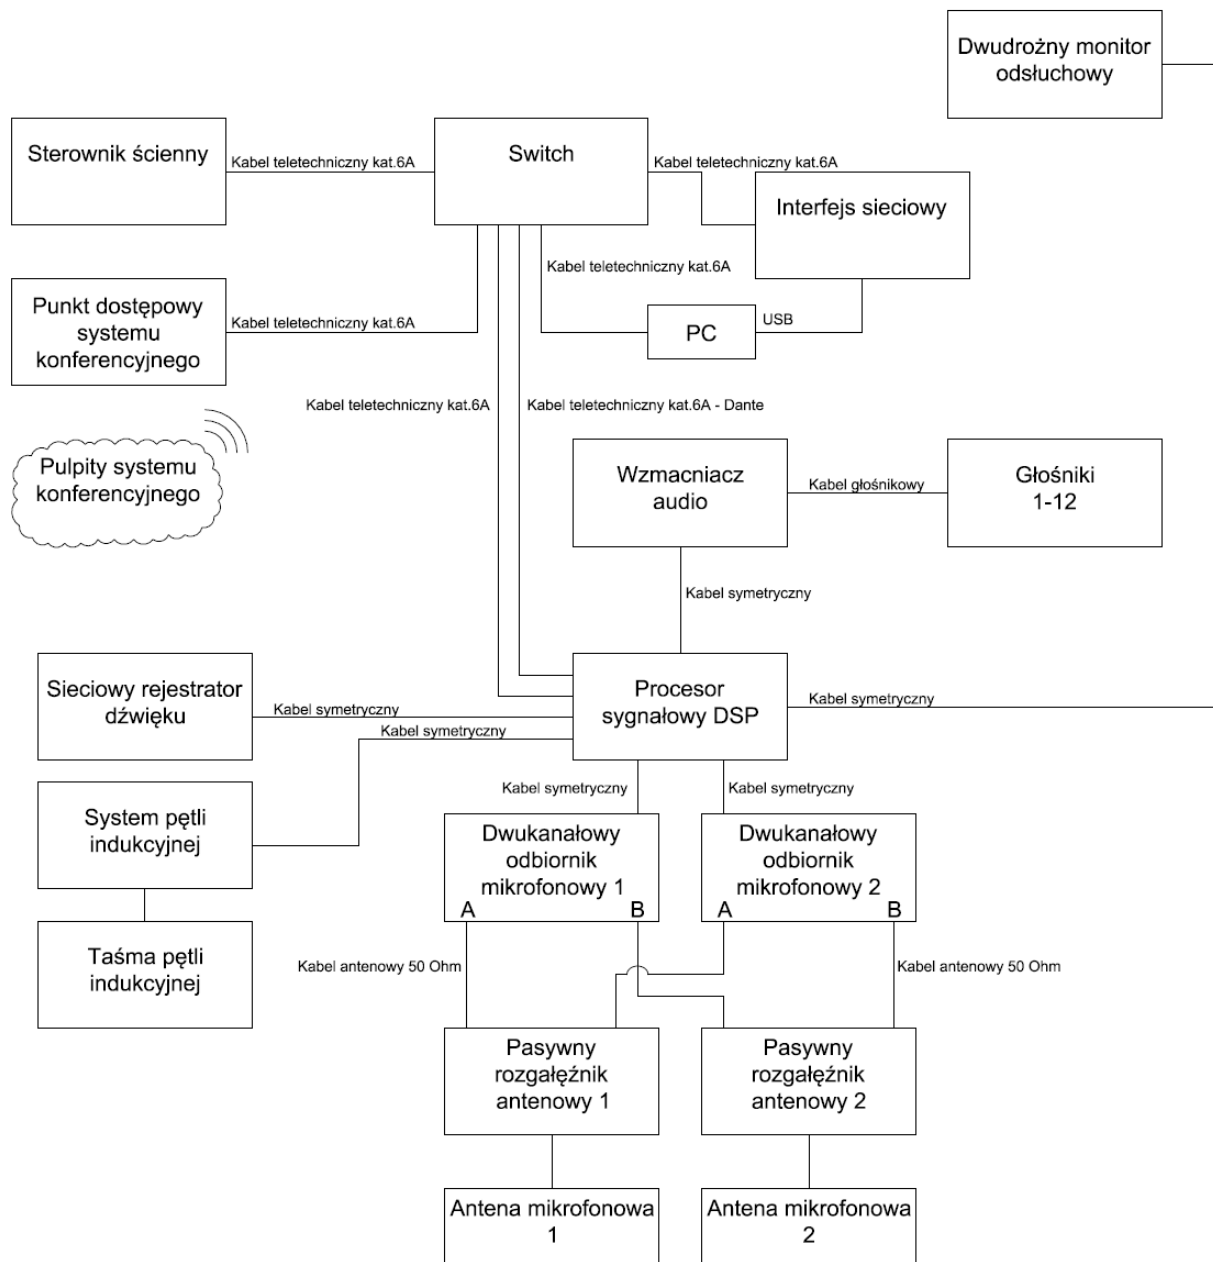 Dwudrożny monitor
odsłuchowy
Sterownik ścienny
Kabel teletechniczny kat.6A
Switch
Kabel teletechniczny kat.6A
Interfejs sieciowy
Kabel teletechniczny kat.6A
Punkt dostępowy
systemu
konferencyjnego
Kabel teletechniczny kat.6A
PC
USB
Kabel teletechniczny kat.6A
Kabel teletechniczny kat.6A - Dante
Pulpity systemu
konferencyjnego
Wzmacniacz
audio
Kabel głośnikowy
Głośniki
1-12
Kabel symetryczny
Sieciowy rejestrator
dźwięku
Kabel symetryczny
Kabel symetryczny
Procesor
sygnałowy DSP
Kabel symetryczny
Kabel symetryczny
Kabel symetryczny
System pętli
indukcyjnej
Dwukanałowy
odbiornik
mikrofonowy 1
A
B
Dwukanałowy
odbiornik
mikrofonowy 2
A
B
Taśma pętli
indukcyjnej
Kabel antenowy 50 Ohm
Kabel antenowy 50 Ohm
Pasywny
rozgałęźnik
antenowy 1
Pasywny
rozgałęźnik
antenowy 2
Antena mikrofonowa
1
Antena mikrofonowa
2